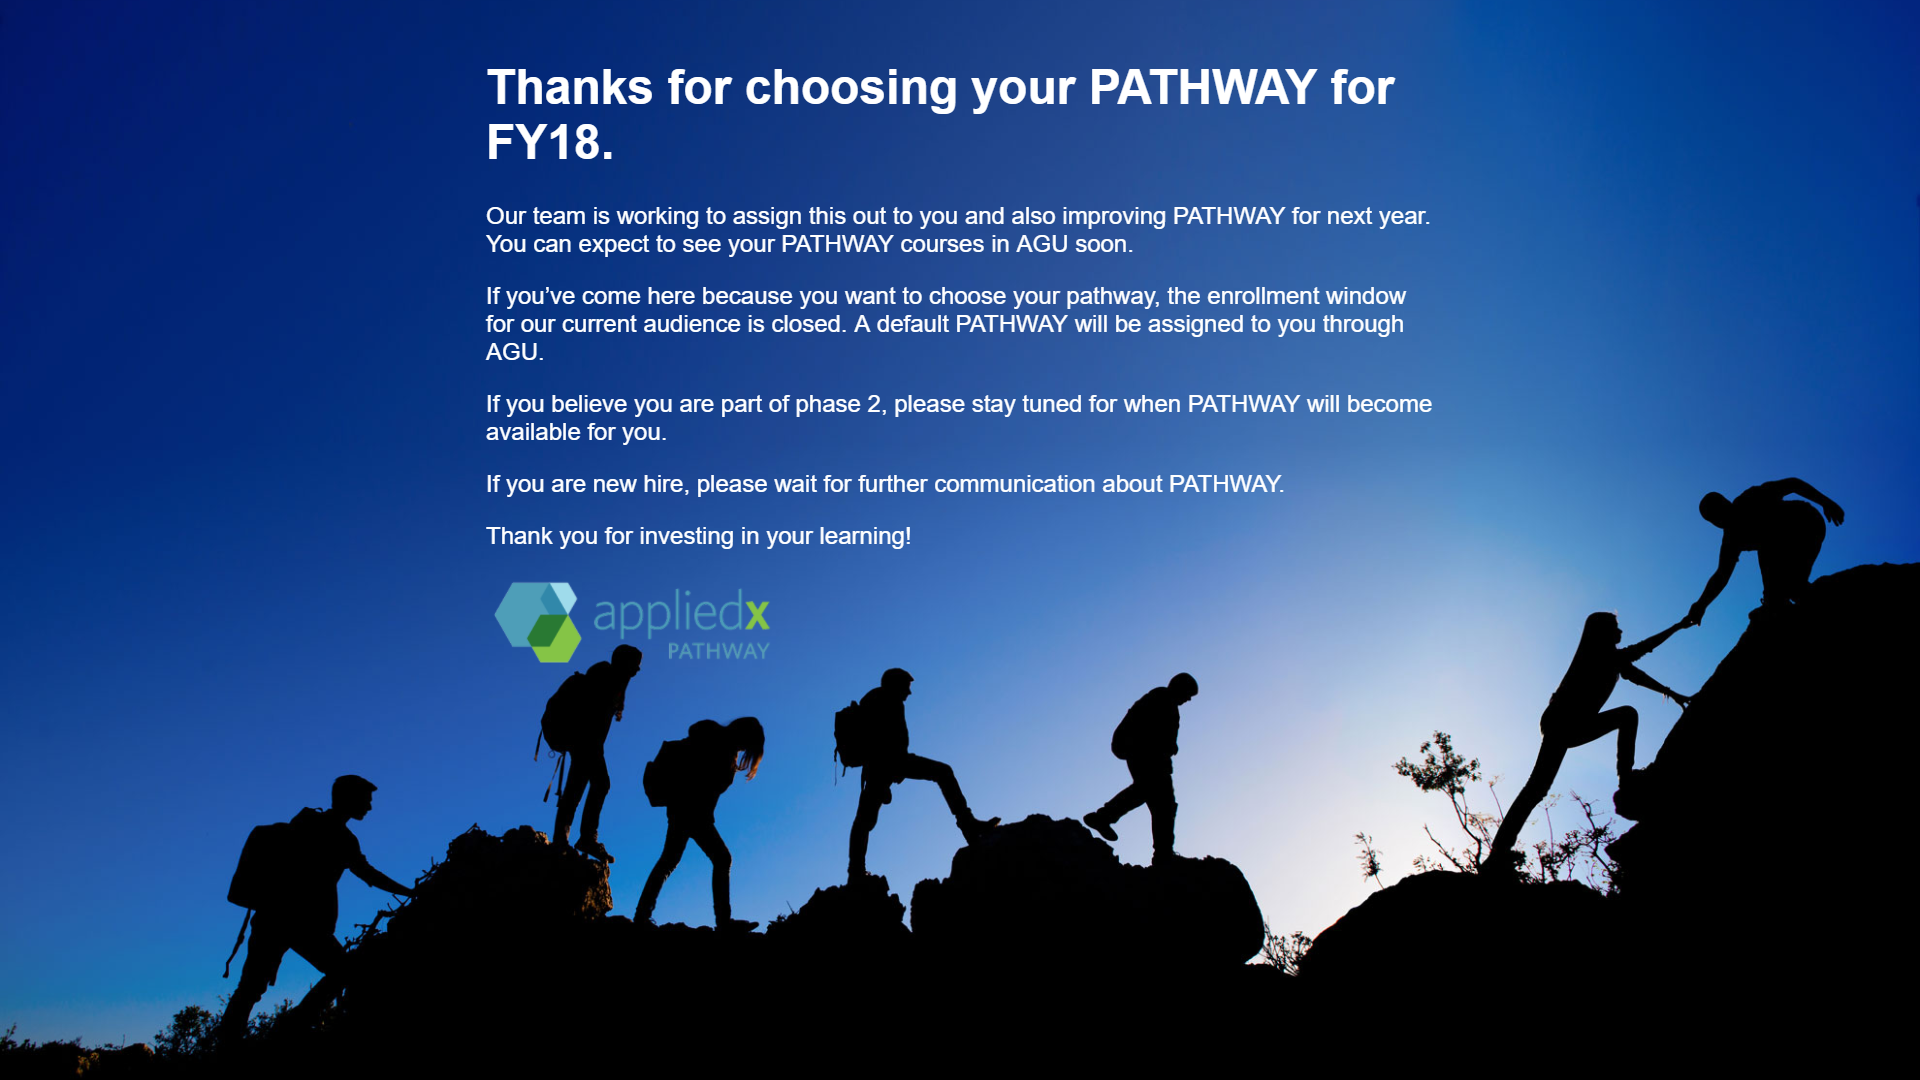 Thanks for choosing your PATHWAY for
FY18.
Our team is working to assign this out to you and also improving PATHWAY for next year.
You can expect to see your PATHWAY courses in AGU soon.
If you’ve come here because you want to choose your pathway, the enrollment window
for our current audience is closed. A default PATHWAY will be assigned to you through
AGU.
If you believe you are part of phase 2, please stay tuned for when PATHWAY will become
available for you.
If you are new hire, please wait for further communication about PATHWAY.
Thank you for investing in your learning!
appliedx
PATHWAY